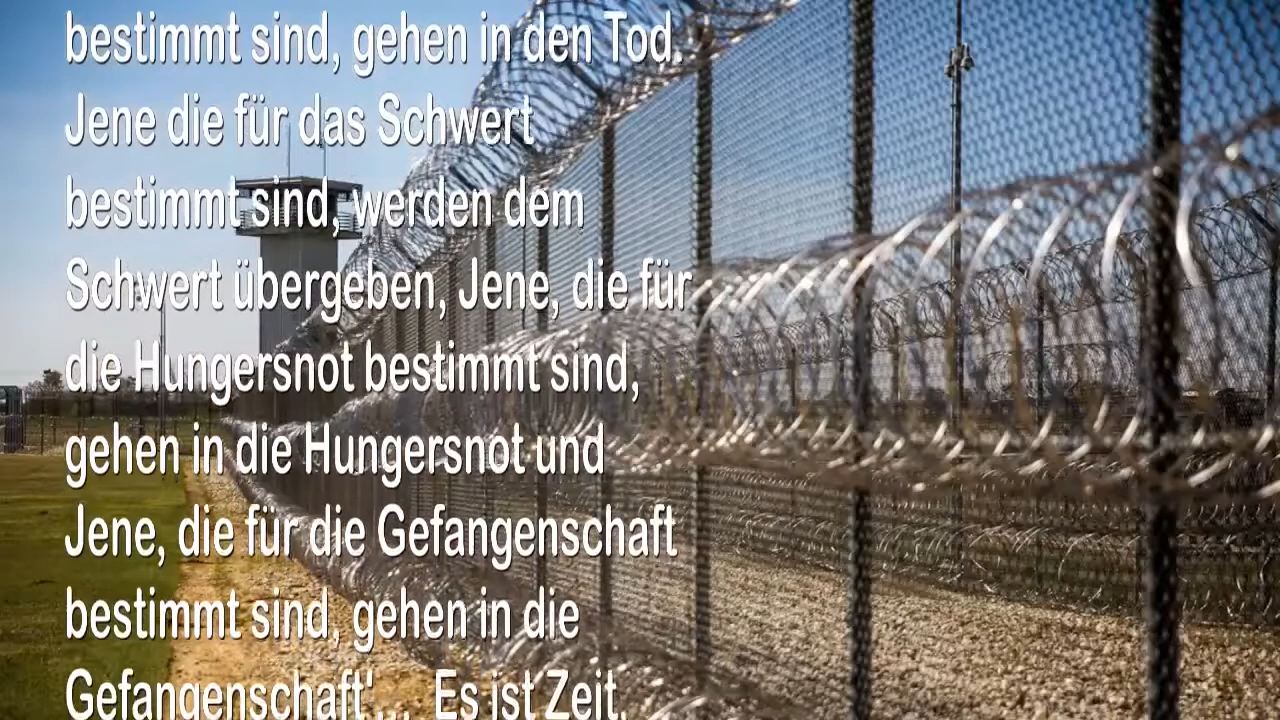 bestimmt sind, gehen in den Tod.
Jene die für das Schwert
bestimmt sind, werden dem
Schwert übergeben, Jene, die für
die Hungersnot bestimmt sind,
gehen in die Hungersnot und
Jene, die für die Gefangenschaft
bestimmt sind, gehen in die
Gefangenschaft'... Es ist Zeit,